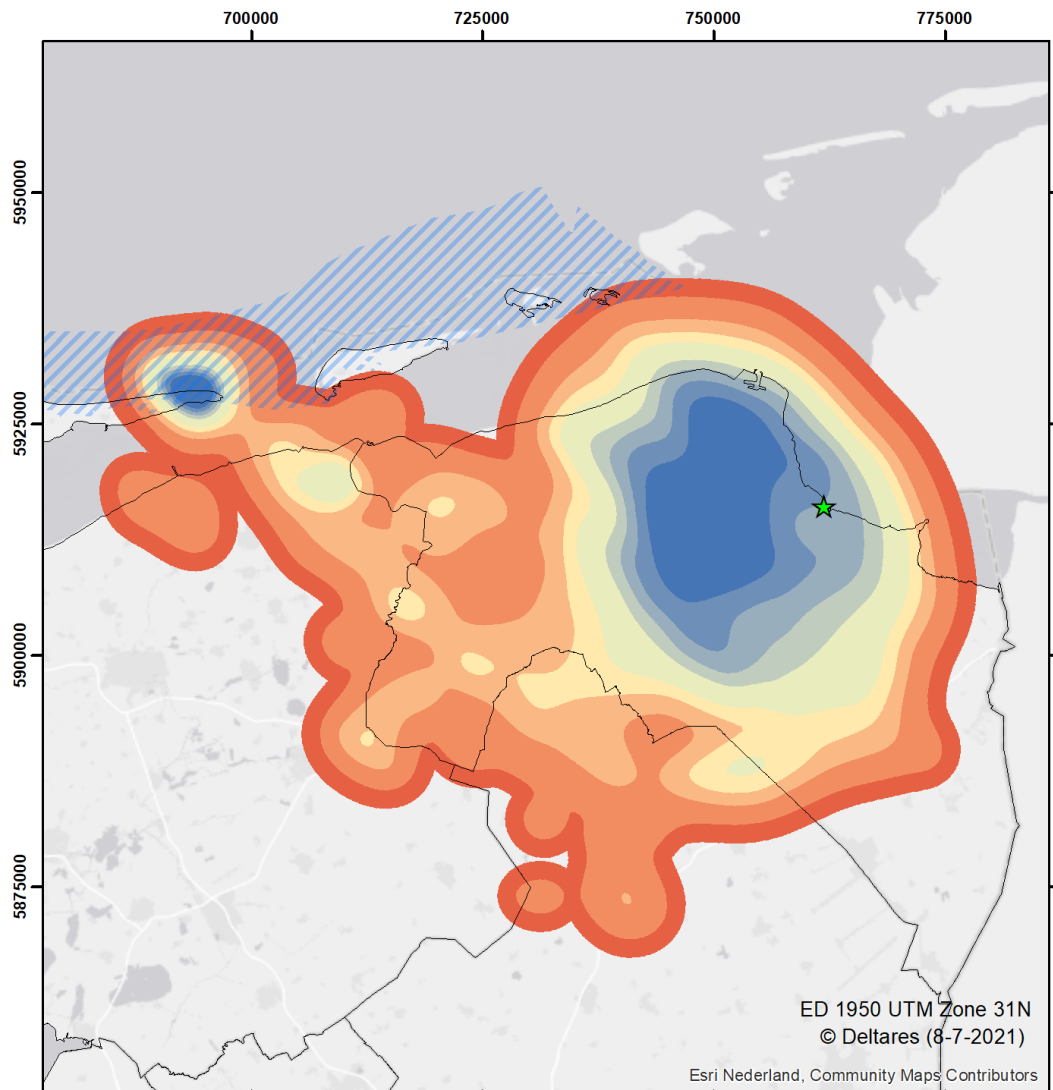 700000 725000 750000 775000
5950000
5925000
5900000
5875000
ED 1950 UTM Zone 31N
© Deltares (8-7-2021)
Esri Nederland, Community Maps Contributors